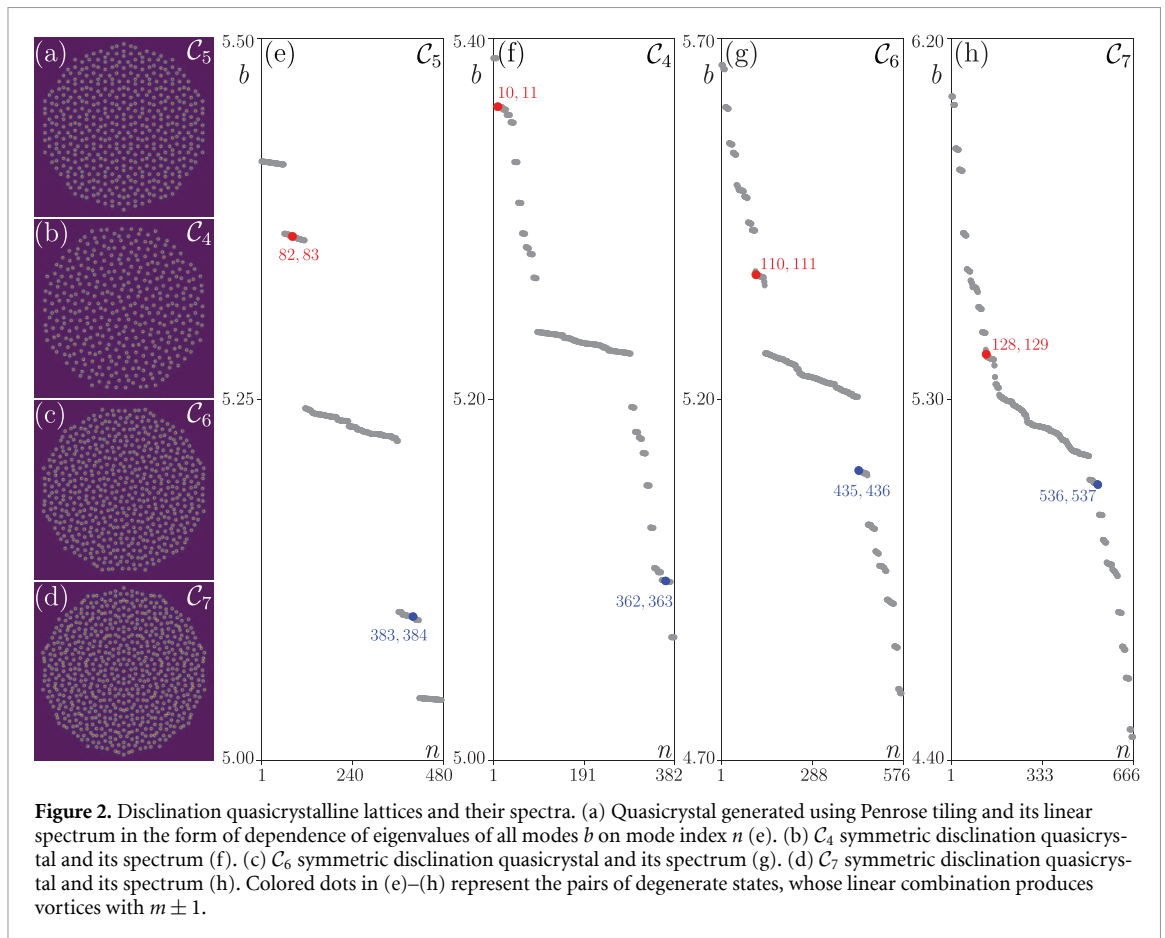 (a) C₅
(b) C₄
(c) C₆
(d) C₇
5.50 (e) C₅
b
82, 83
5.25
383, 384
5.00 n
1 240 480
5.40 (f) C₄
b
10, 11
5.20
362, 363
5.00 n
1 191 382
5.70 (g) C₆
b
110, 111
5.20
435, 436
4.70 n
1 288 576
6.20 (h) C₇
b
128, 129
5.30
536, 537
4.40 n
1 333 666
Figure 2. Disclination quasicrystalline lattices and their spectra. (a) Quasicrystal generated using Penrose tiling and its linear
spectrum in the form of dependence of eigenvalues of all modes b on mode index n (e). (b) C₄ symmetric disclination quasicrys-
tal and its spectrum (f). (c) C₆ symmetric disclination quasicrystal and its spectrum (g). (d) C₇ symmetric disclination quasicrys-
tal and its spectrum (h). Colored dots in (e)–(h) represent the pairs of degenerate states, whose linear combination produces
vortices with m ± 1.